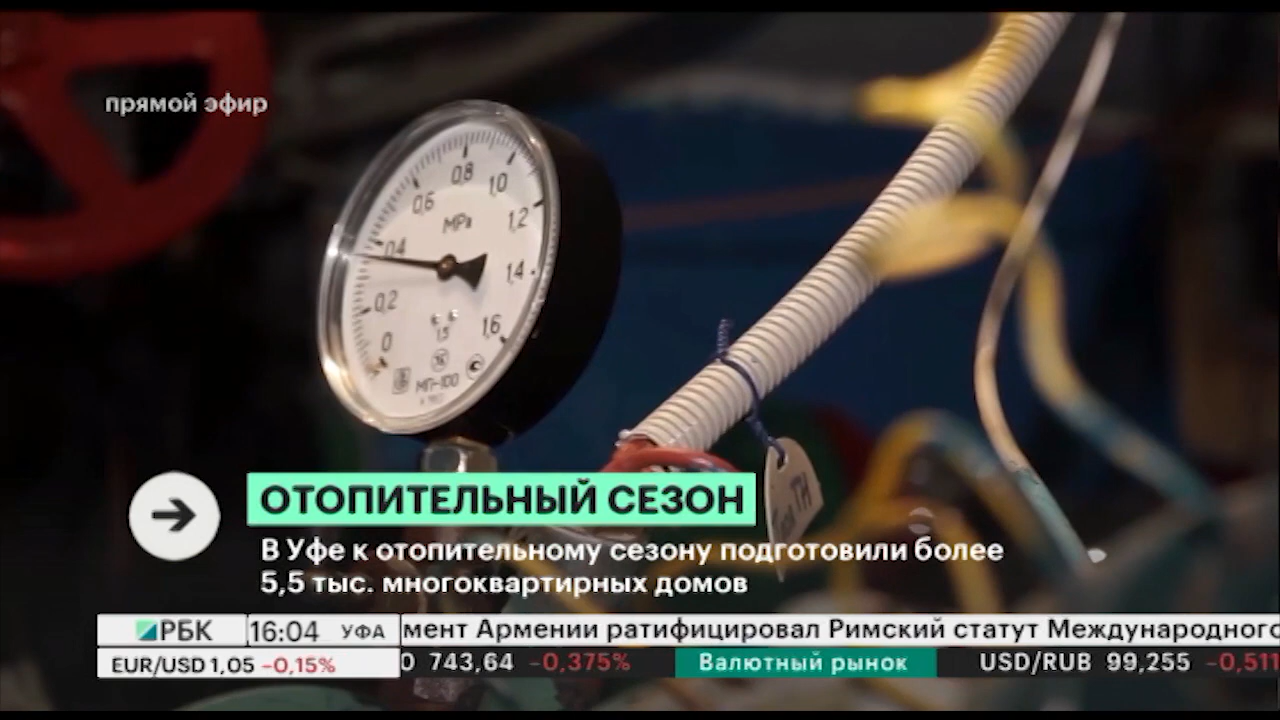 прямой эфир
0,8
0,6
1,0
МРа
1,2
0,4
1,4
0,2
1,6
0
1,5
МП-100
ТН
ОТОПИТЕЛЬНЫЙ СЕЗОН
В Уфе к отопительному сезону подготовили более
5,5 тыс. многоквартирных домов
РБК 16:04 УФА мент Армении ратифицировал Римский статут Международного
EUR/USD 1,05 -0,15% 0 743,64 -0,375% Валютный рынок USD/RUB 99,255 -0,511